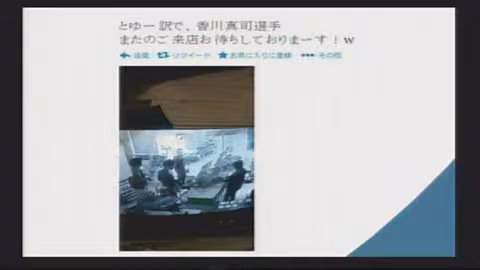 とゆー訳で、香川真司選手
またのご来店お待ちしておりまーす！w
返信 リツイート お気に入りに登録 その他